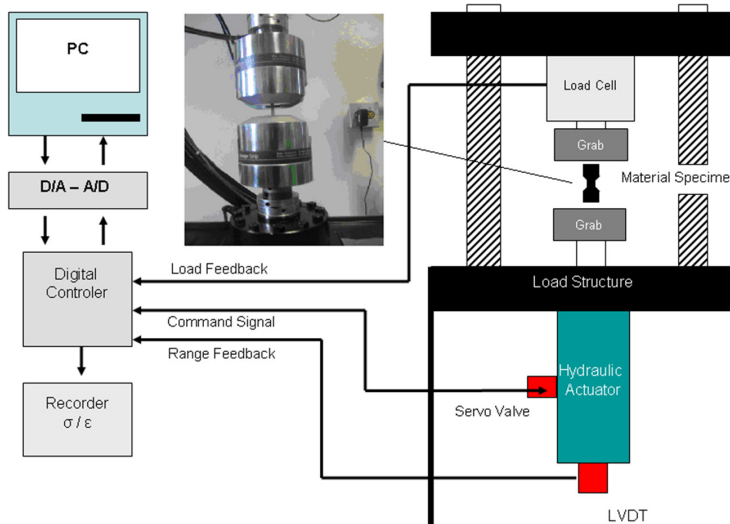 PC
D/A – A/D
Digital
Controler
Recorder
σ / ε
Load Feedback
Command Signal
Range Feedback
Load Cell
Grab
Material Specimen
Grab
Load Structure
Hydraulic
Actuator
Servo Valve
LVDT